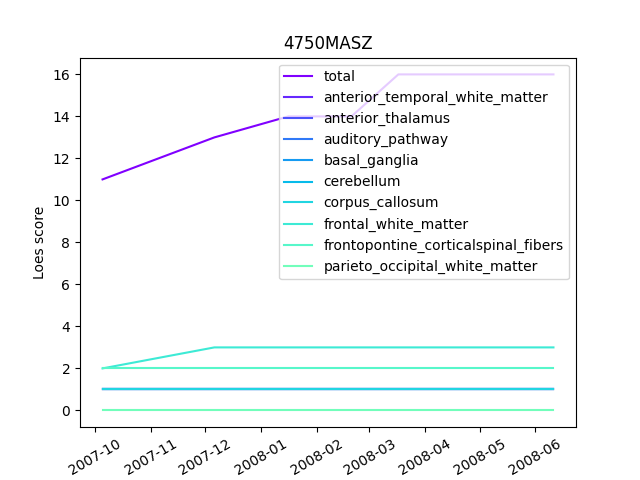 4750MASZ
Loes score
16
14
12
10
8
6
4
2
0
total
anterior_temporal_white_matter
anterior_thalamus
auditory_pathway
basal_ganglia
cerebellum
corpus_callosum
frontal_white_matter
frontopontine_corticalspinal_fibers
parieto_occipital_white_matter
2007-10
2007-11
2007-12
2008-01
2008-02
2008-03
2008-04
2008-05
2008-06